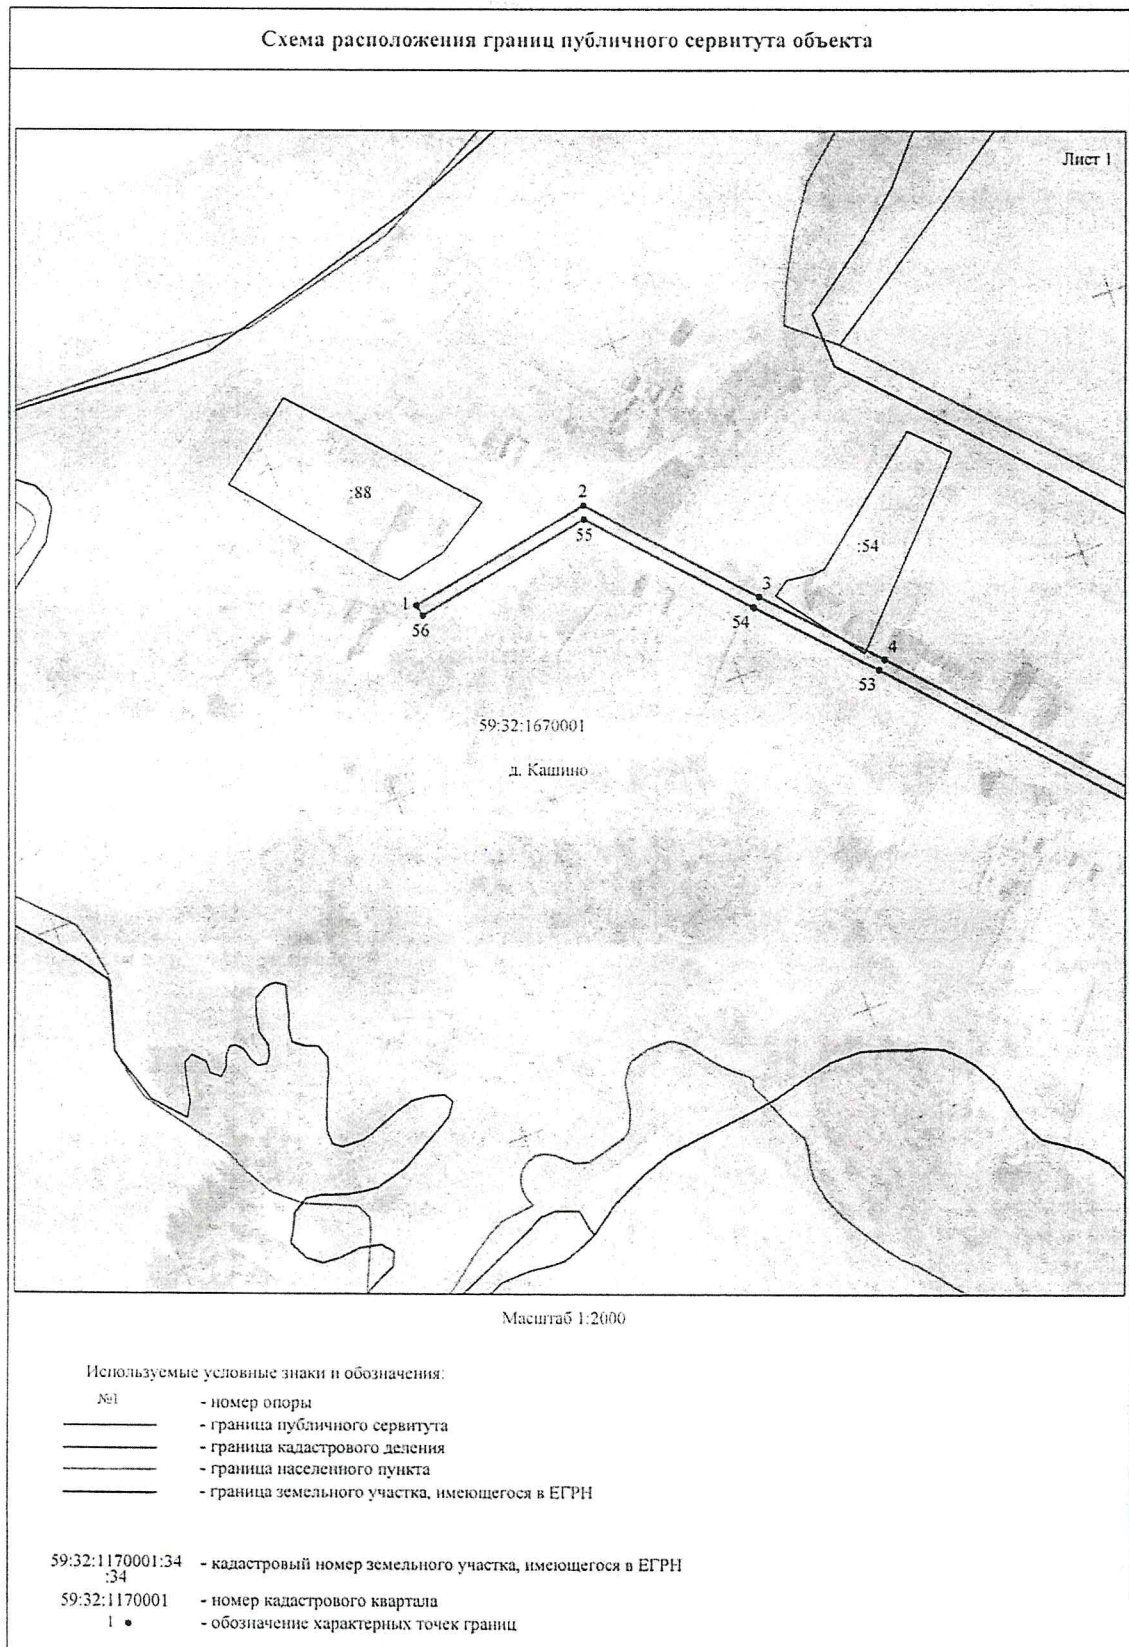 Схема расположения границ публичного сервитута объекта
Лист 1
:88
2
55
:54
1
56
3
54
4
53
59:32:1670001
д. Кашино
Масштаб 1:2000
Используемые условные знаки и обозначения:
№1 - номер опоры
- граница публичного сервитута
- граница кадастрового деления
- граница населенного пункта
- граница земельного участка, имеющегося в ЕГРН
59:32:1170001:34 - кадастровый номер земельного участка, имеющегося в ЕГРН
:34
59:32:1170001 - номер кадастрового квартала
1 • - обозначение характерных точек границ